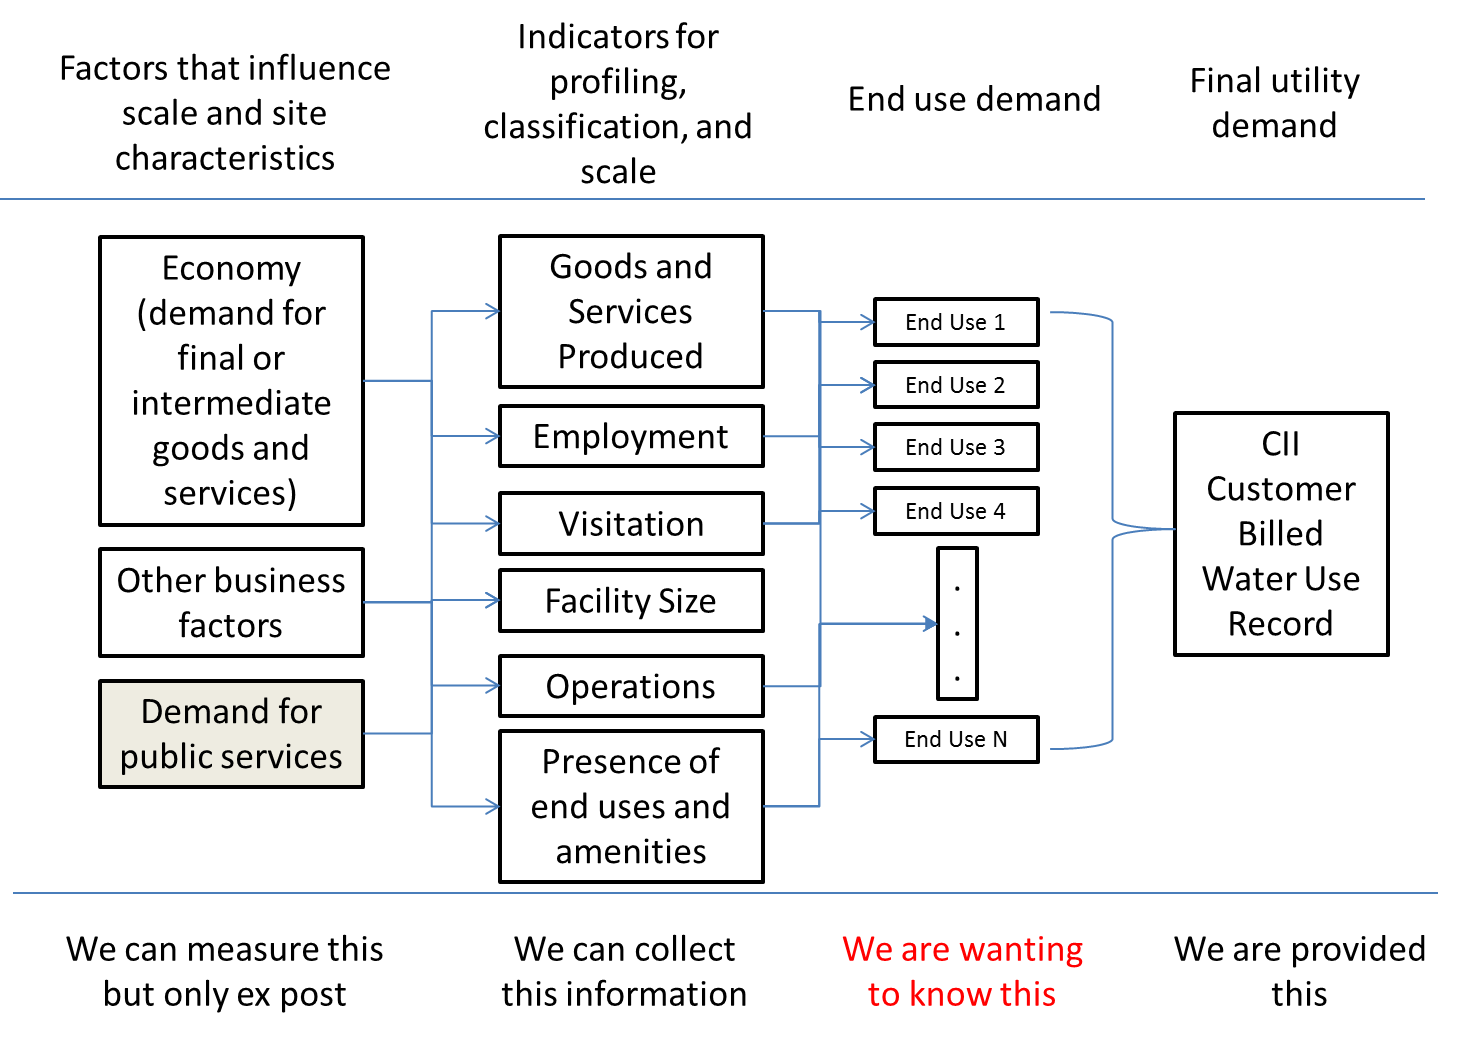 Factors that influence
scale and site
characteristics
Indicators for
profiling,
classification, and
scale
End use demand
Final utility
demand
Economy
(demand for
final or
intermediate
goods and
services)
Other business
factors
Demand for
public services
Goods and
Services
Produced
Employment
Visitation
Facility Size
Operations
Presence of
end uses and
amenities
End Use 1
End Use 2
End Use 3
End Use 4
.
.
.
End Use N
CII
Customer
Billed
Water Use
Record
We can measure this
but only ex post
We can collect
this information
We are wanting
to know this
We are provided
this